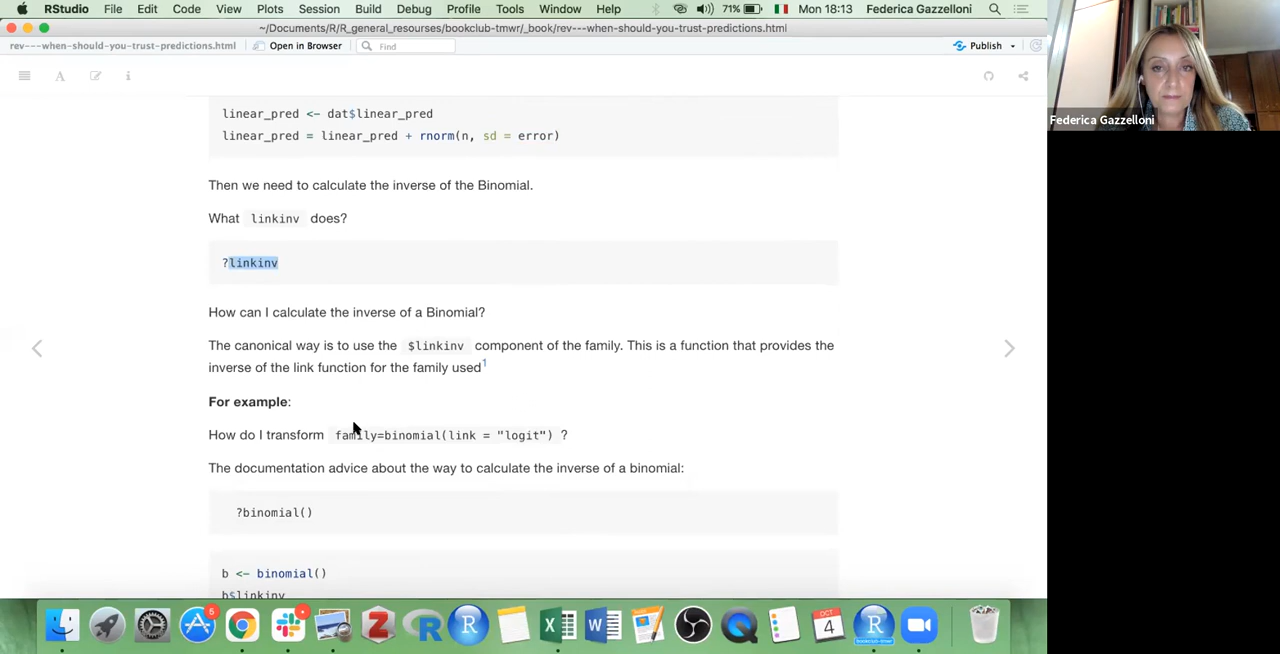 RStudio File Edit Code View Plots Session Build Debug Profile Tools Window Help 71% Mon 18:13 Federica Gazzelloni
~/Documents/R/R_general_resourses/bookclub-tmwr/_book/rev---when-should-you-trust-predictions.html
rev---when-should-you-trust-predictions.html Open in Browser Find Publish
A i
linear_pred <- dat$linear_pred
linear_pred = linear_pred + rnorm(n, sd = error)
Then we need to calculate the inverse of the Binomial.
What linkinv does?
?linkinv
How can I calculate the inverse of a Binomial?
The canonical way is to use the $linkinv component of the family. This is a function that provides the
inverse of the link function for the family used1
For example:
How do I transform family=binomial(link = "logit") ?
The documentation advice about the way to calculate the inverse of a binomial:
?binomial()
b <- binomial()
b$linkinv
Federica Gazzelloni
5
Z R R X W OCT 4 R
bookclub-tmwr